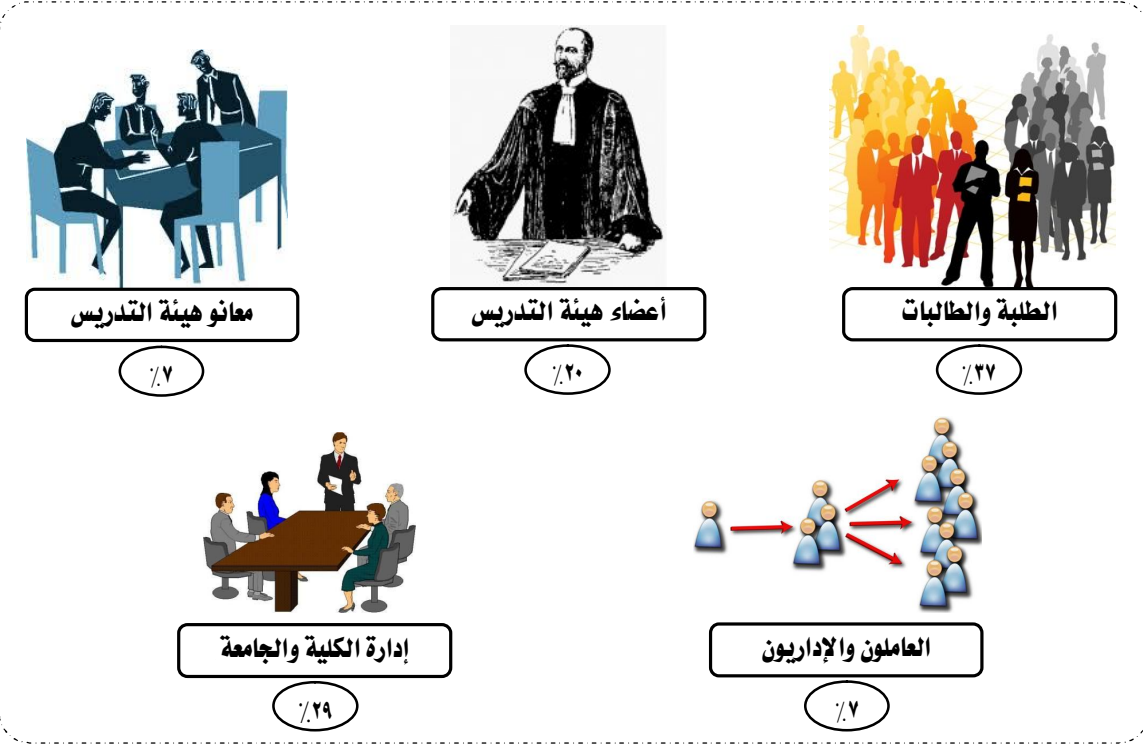 الطلبة والطالبات
٪٣٧
أعضاء هيئة التدريس
٪٢٠
معانو هيئة التدريس
٪٧
العاملون والإداريون
٪٧
إدارة الكلية والجامعة
٪٢٩